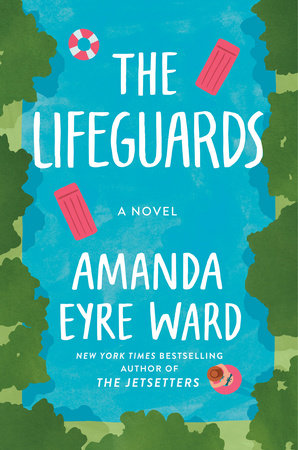 THE
LIFEGUARDS
A NOVEL
AMANDA
EYRE WARD
NEW YORK TIMES BESTSELLING
AUTHOR OF
THE JETSETTERS